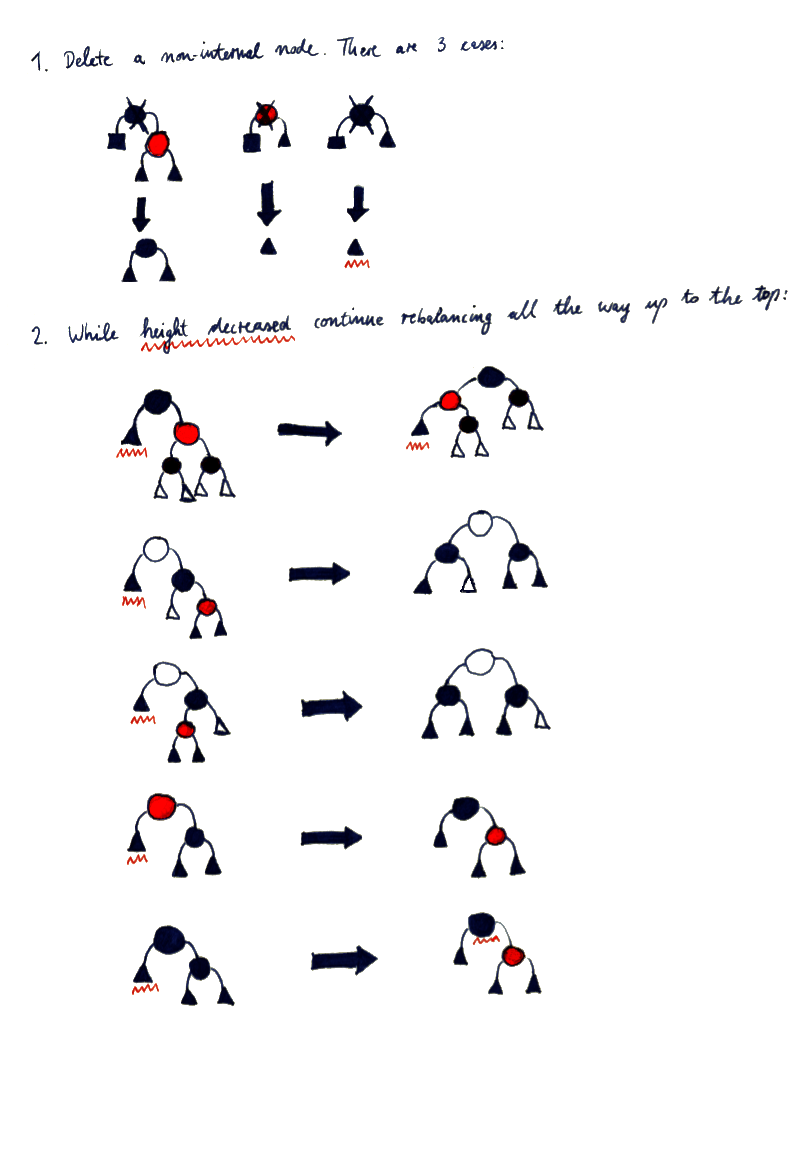 1. Delete a non-internal node. There are 3 cases:
2. While height decreased continue rebalancing all the way up to the top: